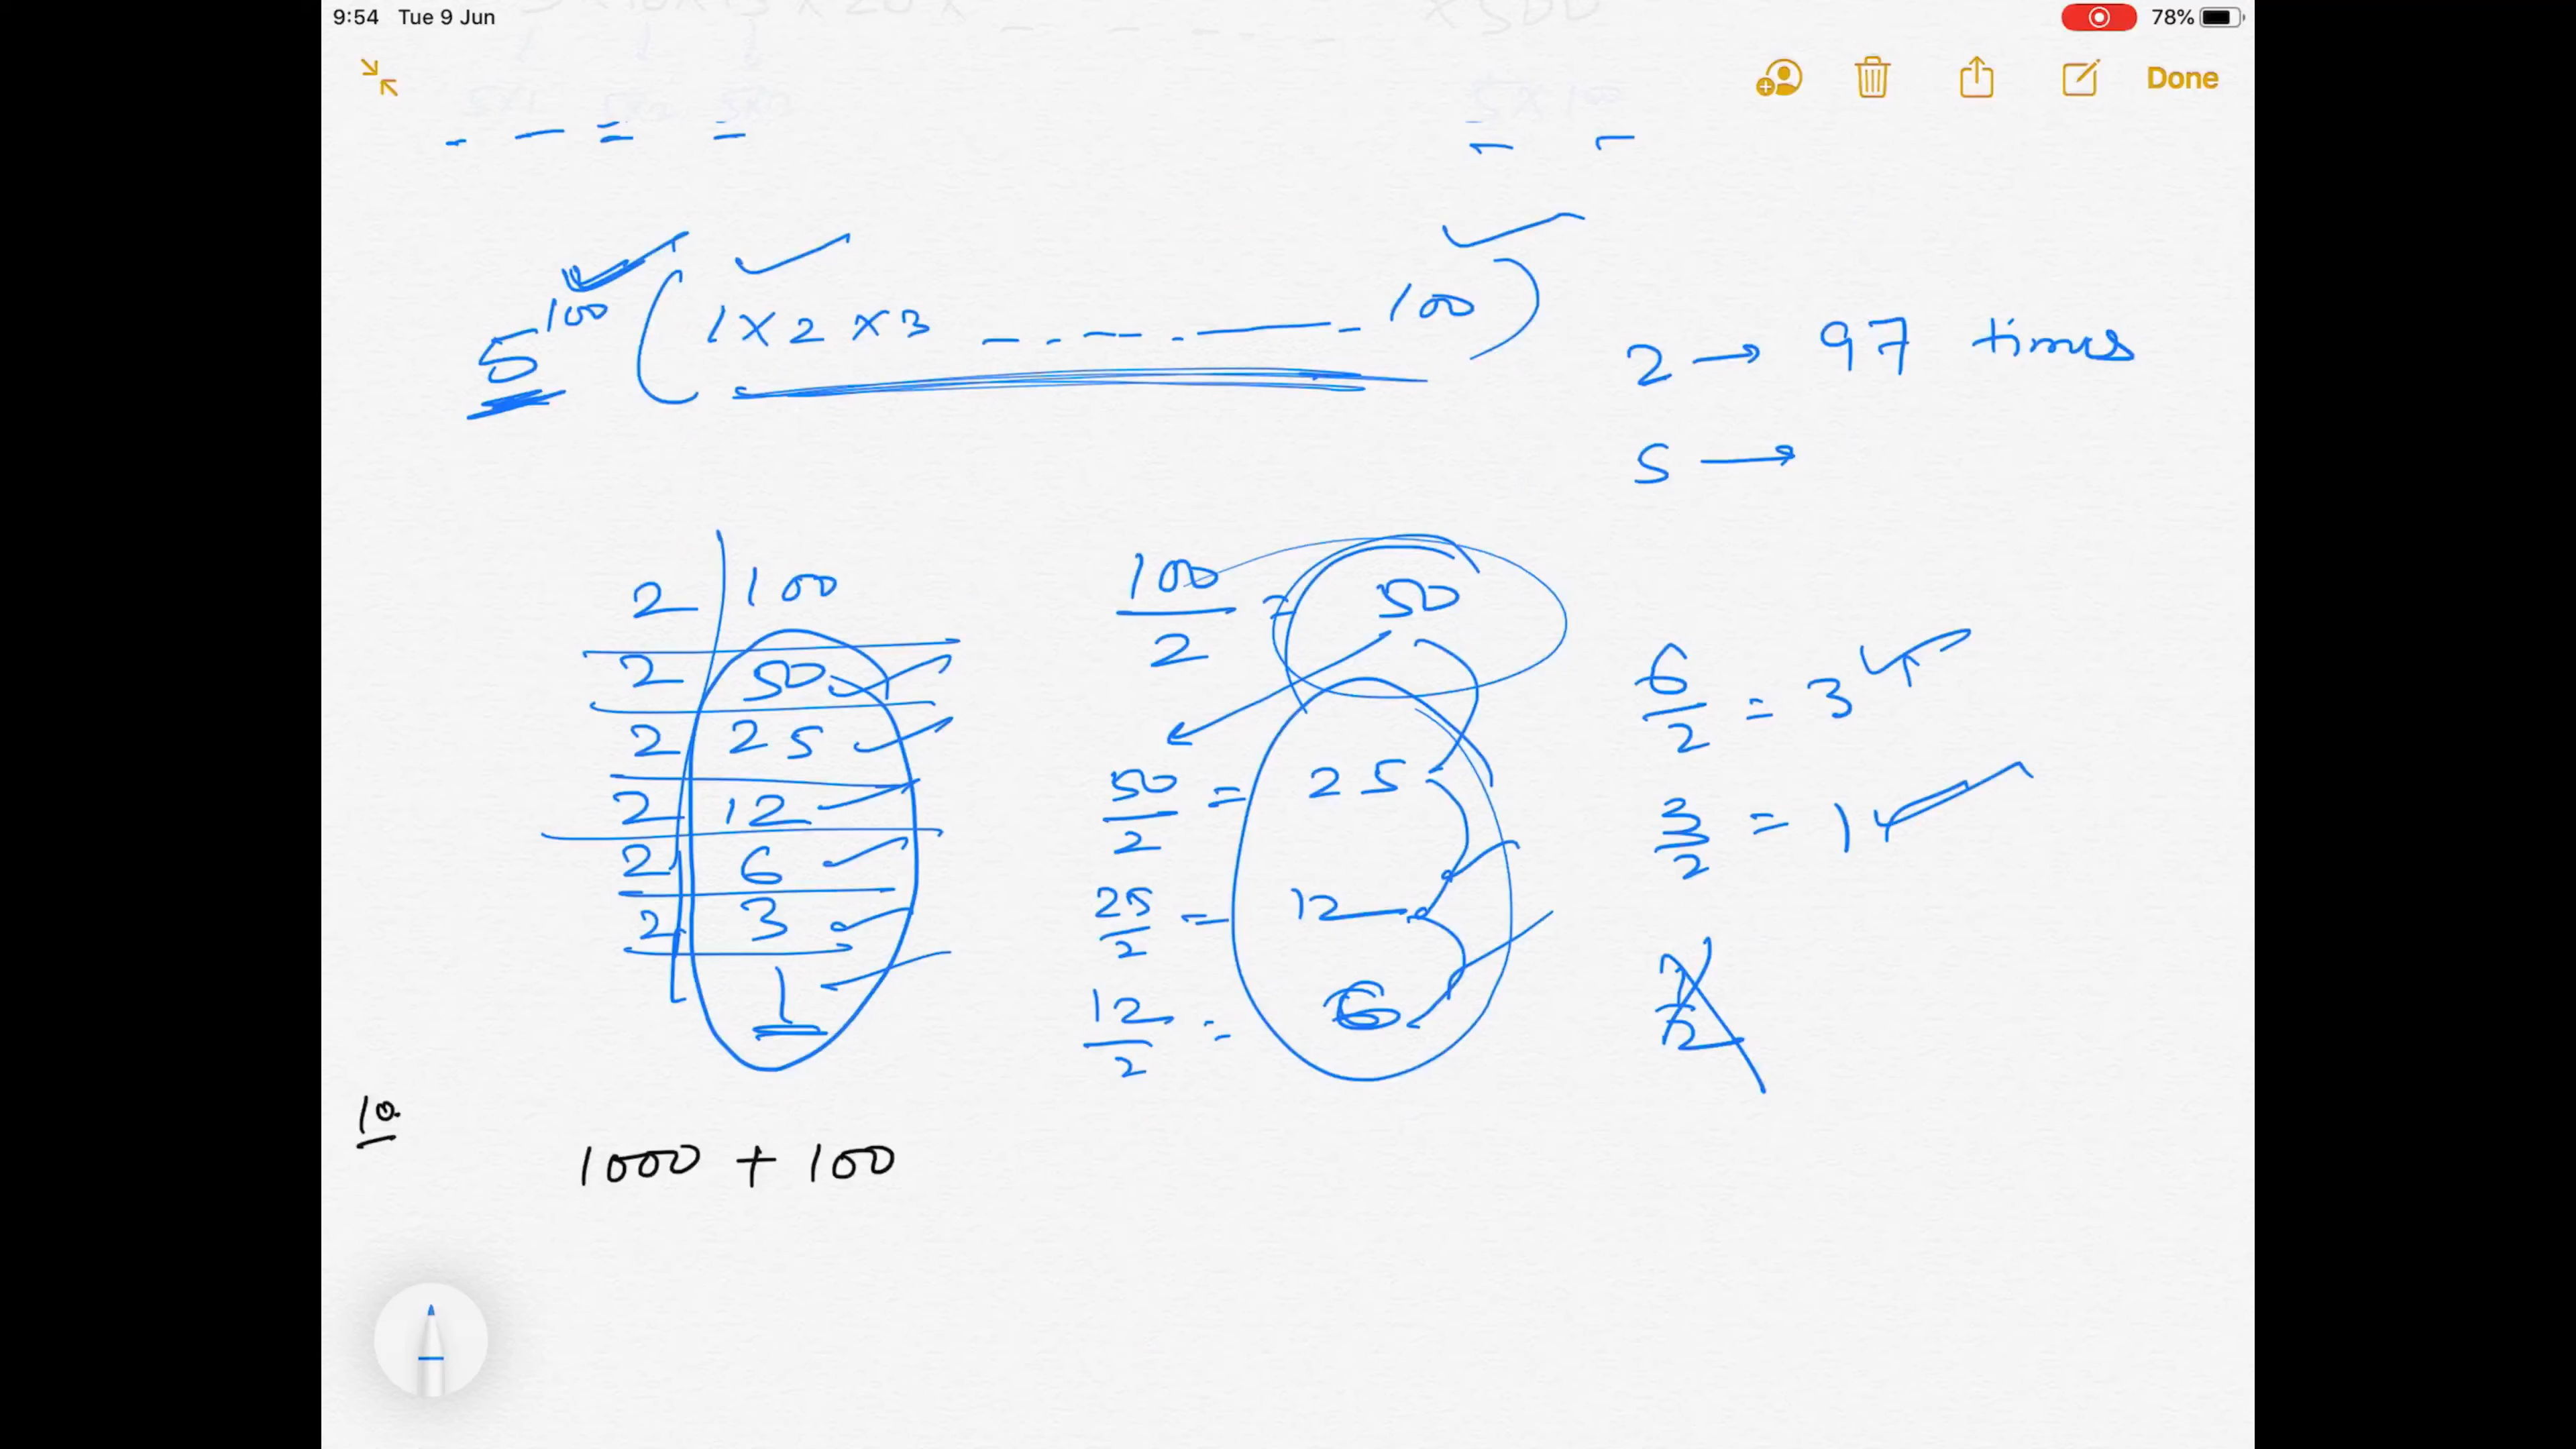 9:54 Tue 9 Jun 78%
Done
5^100 (1 x 2 x 3 - - - - - 100)
2 → 97 times
5 →
2 | 100
2 50
2 25
2 12
2 6
2 3
1
100/2 = 50
50/2 = 25
25/2 = 12
12/2 = 6
6/2 = 3
3/2 = 1
10.
1000 + 100